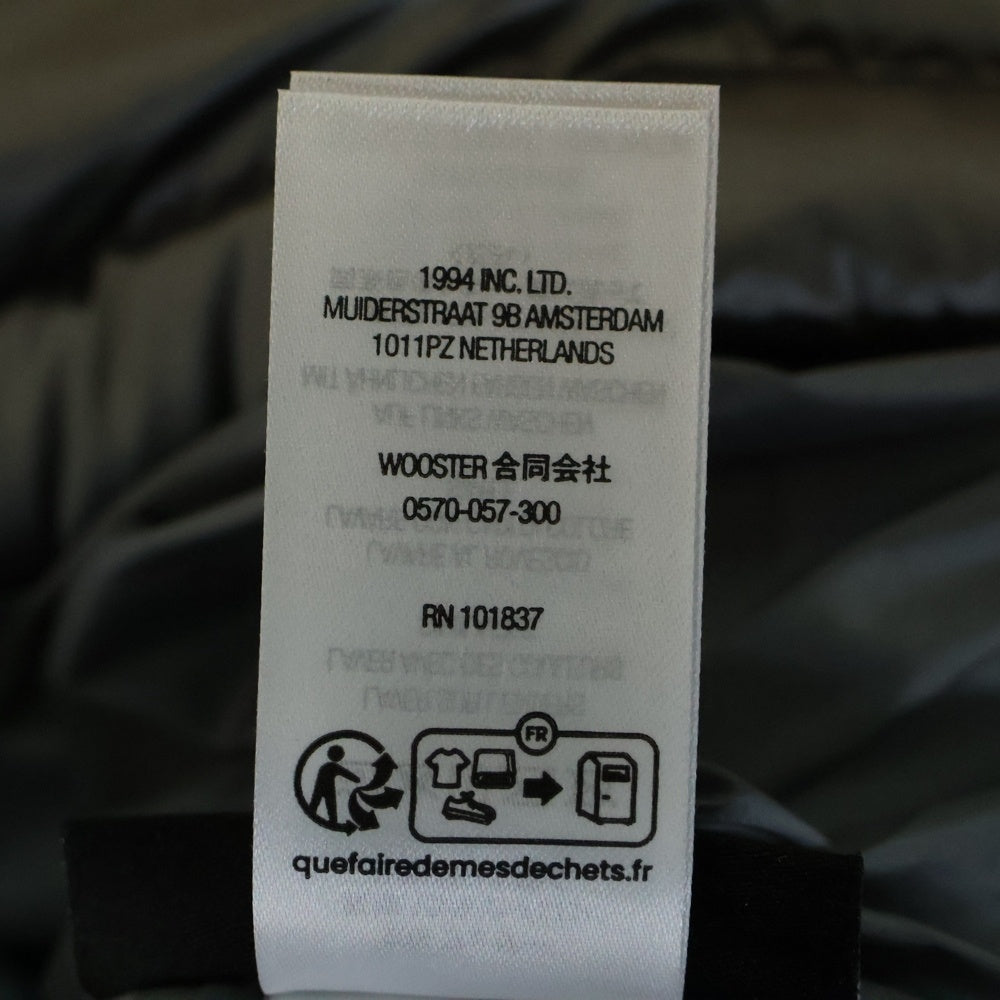 1994 INC. LTD.
MUIDERSTRAAT 9B AMSTERDAM
1011PZ NETHERLANDS
WOOSTER 合同会社
0570-057-300
RN 101837
FR
quefairedemesdechets.fr